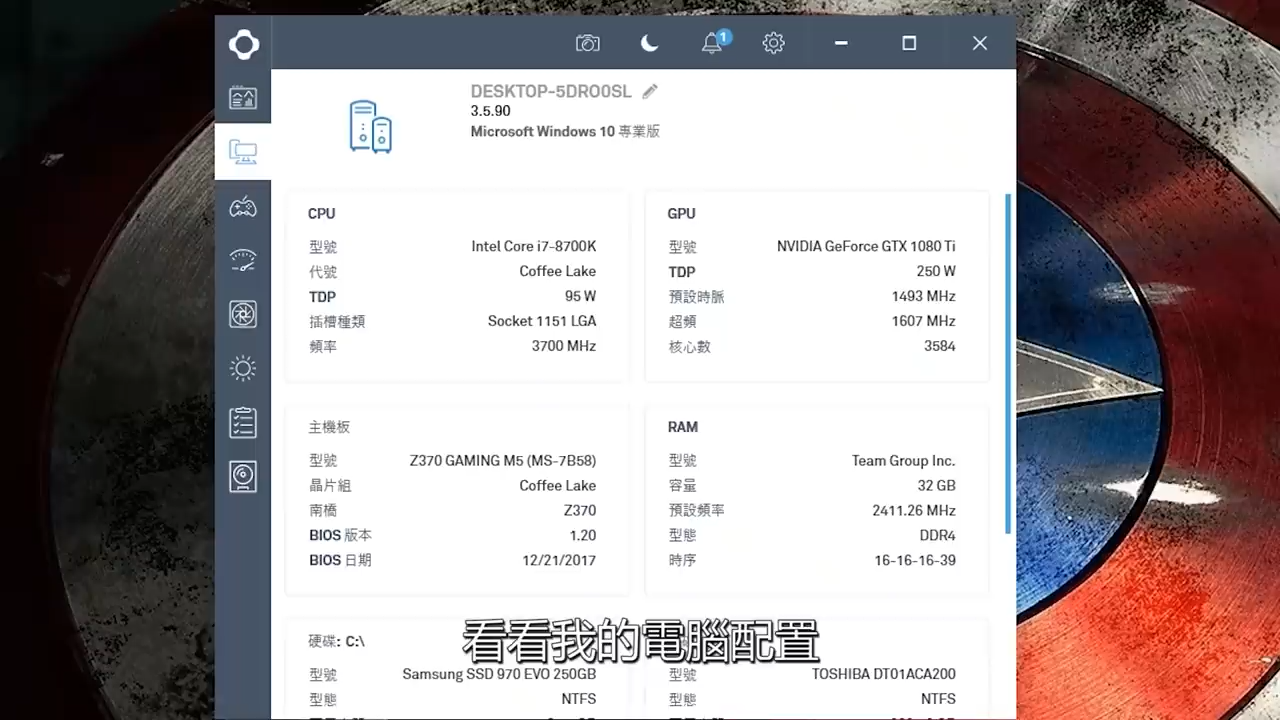 1
DESKTOP-5DRO0SL
3.5.90
Microsoft Windows 10 專業版
CPU
型號 Intel Core i7-8700K
代號 Coffee Lake
TDP 95 W
插槽種類 Socket 1151 LGA
頻率 3700 MHz
GPU
型號 NVIDIA GeForce GTX 1080 Ti
TDP 250 W
預設時脈 1493 MHz
超頻 1607 MHz
核心數 3584
主機板
型號 Z370 GAMING M5 (MS-7B58)
晶片組 Coffee Lake
南橋 Z370
BIOS 版本 1.20
BIOS 日期 12/21/2017
RAM
型號 Team Group Inc.
容量 32 GB
預設頻率 2411.26 MHz
型態 DDR4
時序 16-16-16-39
硬碟: C:\
型號 Samsung SSD 970 EVO 250GB
型態 NTFS
型號 TOSHIBA DT01ACA200
型態 NTFS
看看我的電腦配置